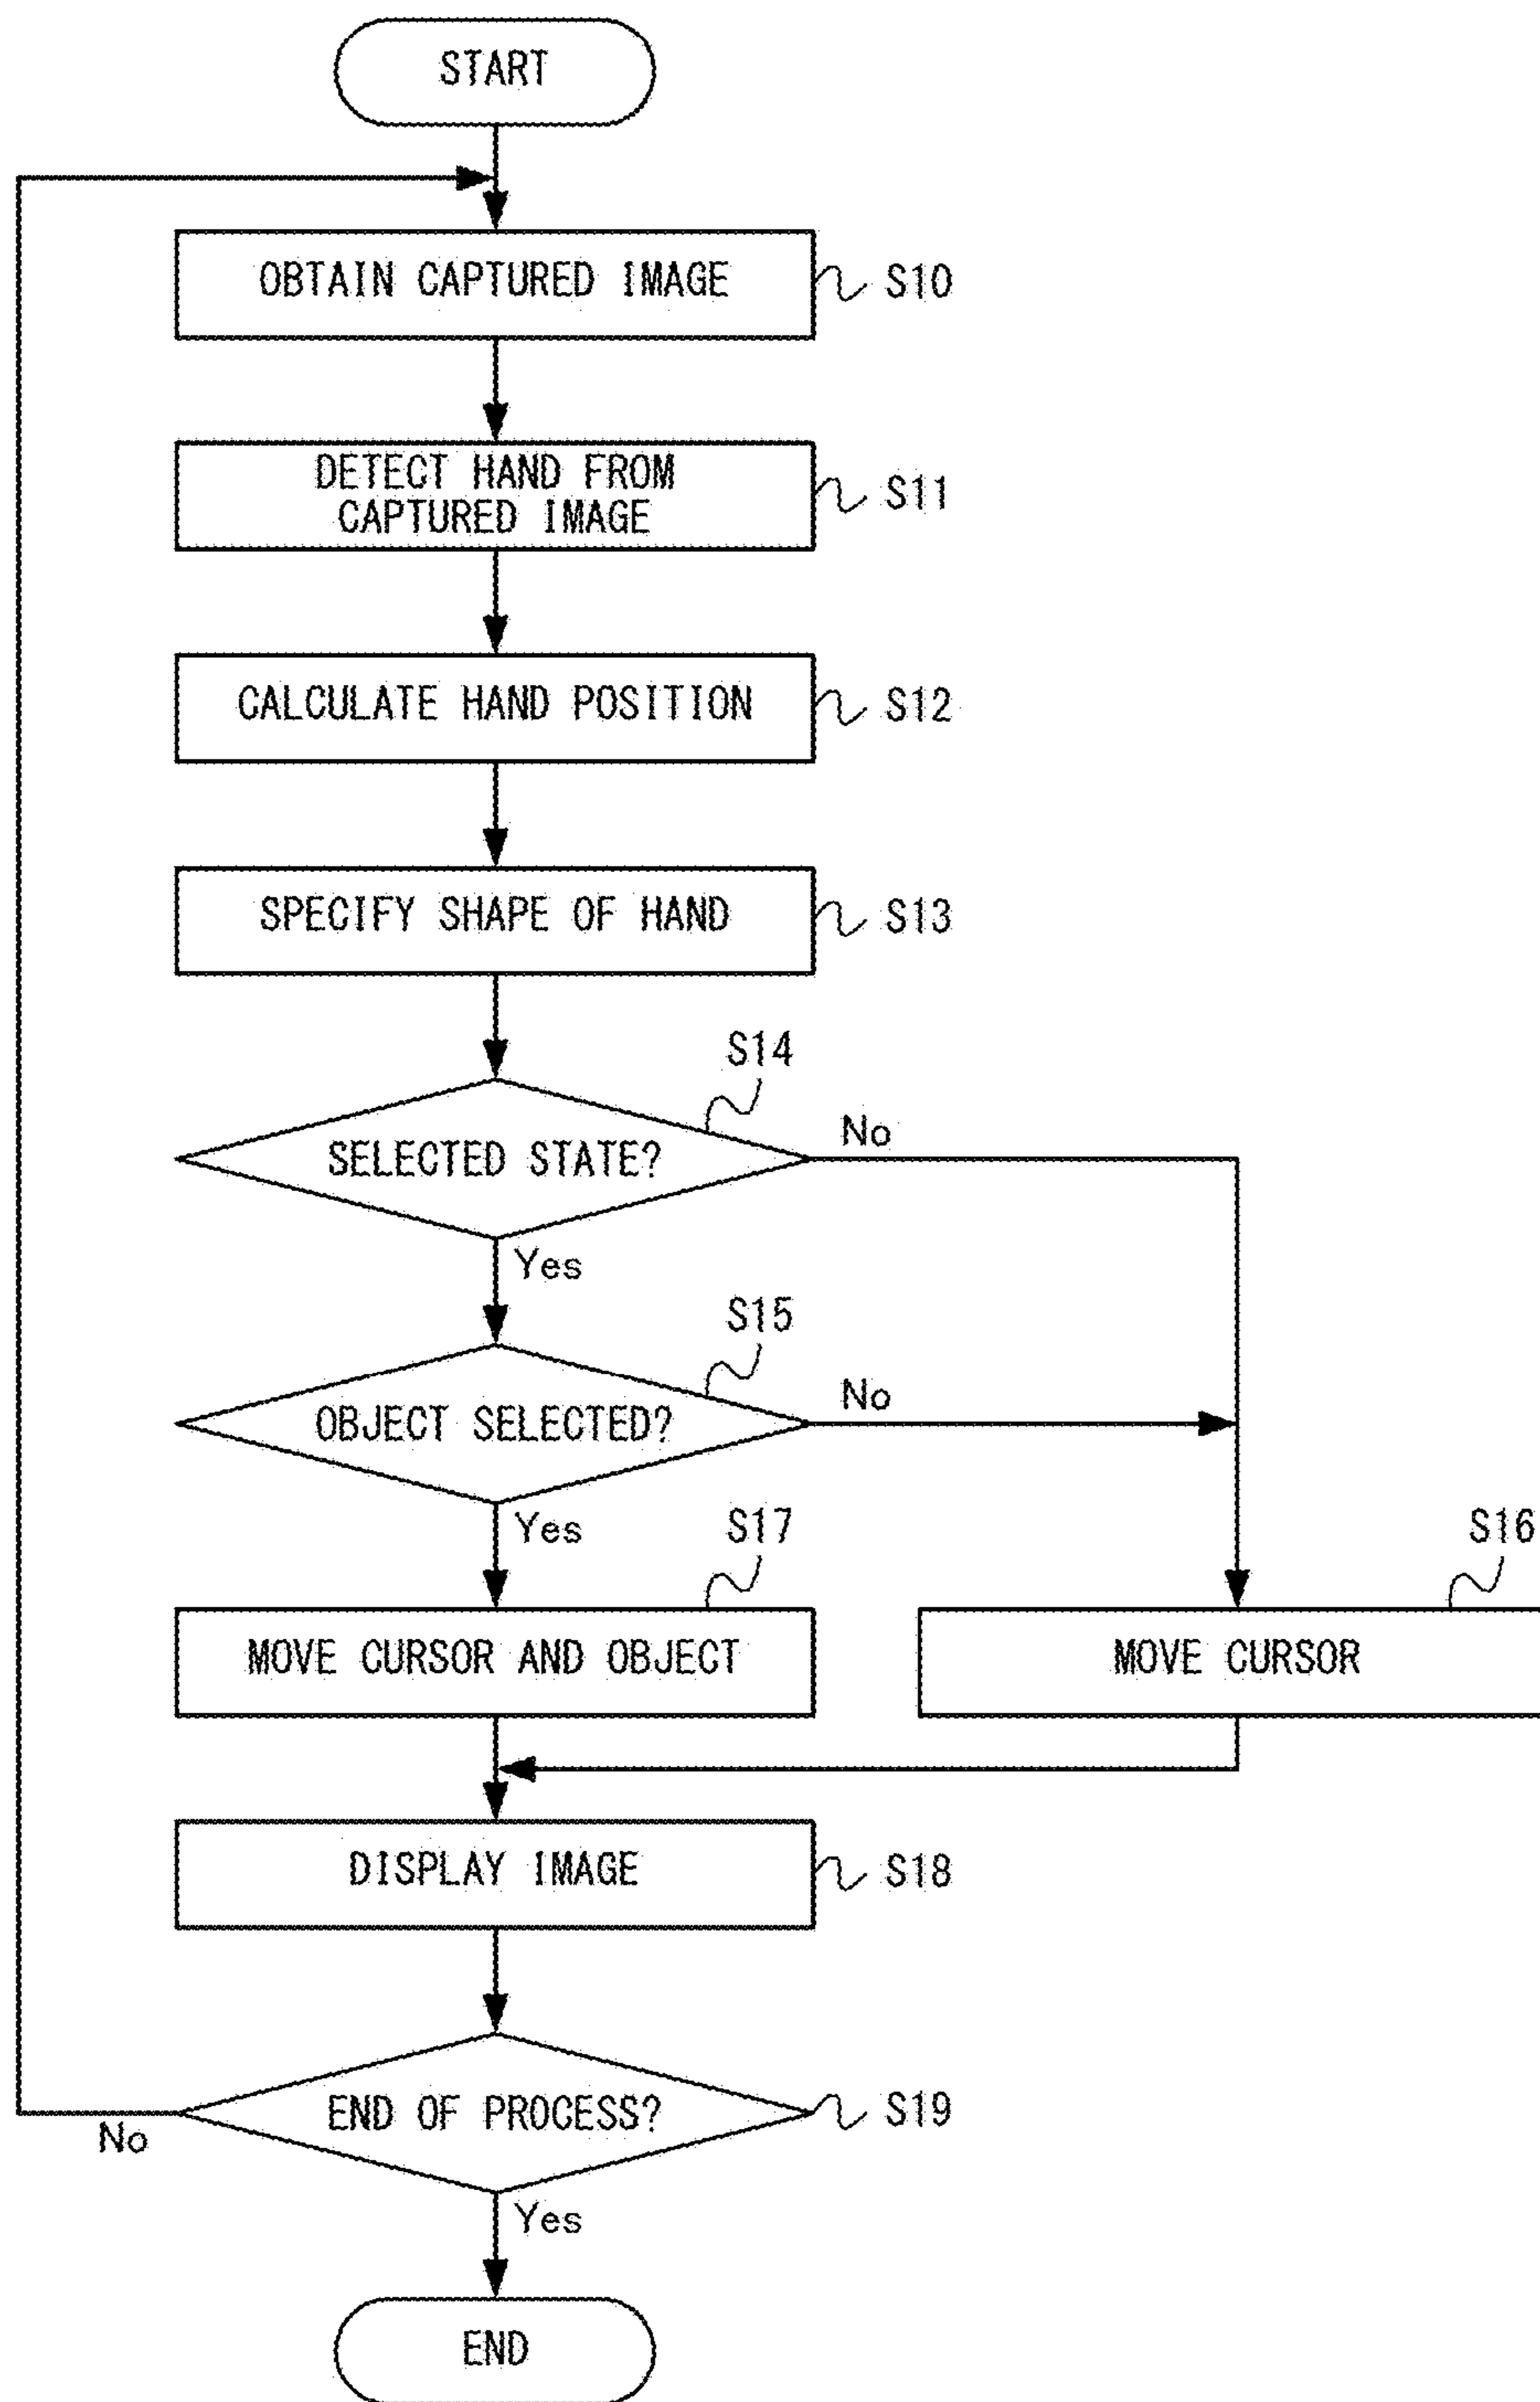 START
OBTAIN CAPTURED IMAGE
S10
DETECT HAND FROM
CAPTURED IMAGE
S11
CALCULATE HAND POSITION
S12
SPECIFY SHAPE OF HAND
S13
S14
SELECTED STATE?
No
Yes
S15
OBJECT SELECTED?
No
Yes
S17
S16
MOVE CURSOR AND OBJECT
MOVE CURSOR
DISPLAY IMAGE
S18
END OF PROCESS?
S19
No
Yes
END